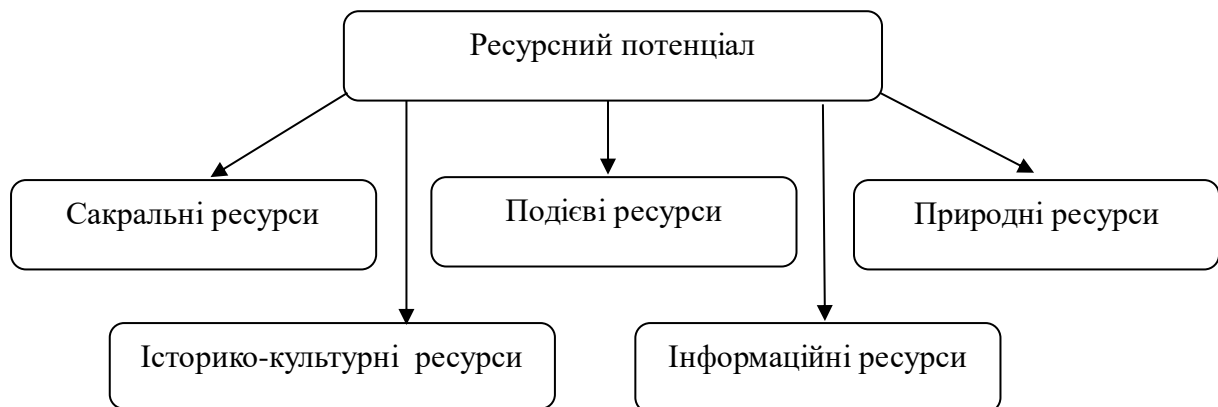 Ресурсний потенціал
Сакральні ресурси
Подієві ресурси
Природні ресурси
Історико-культурні ресурси
Інформаційні ресурси